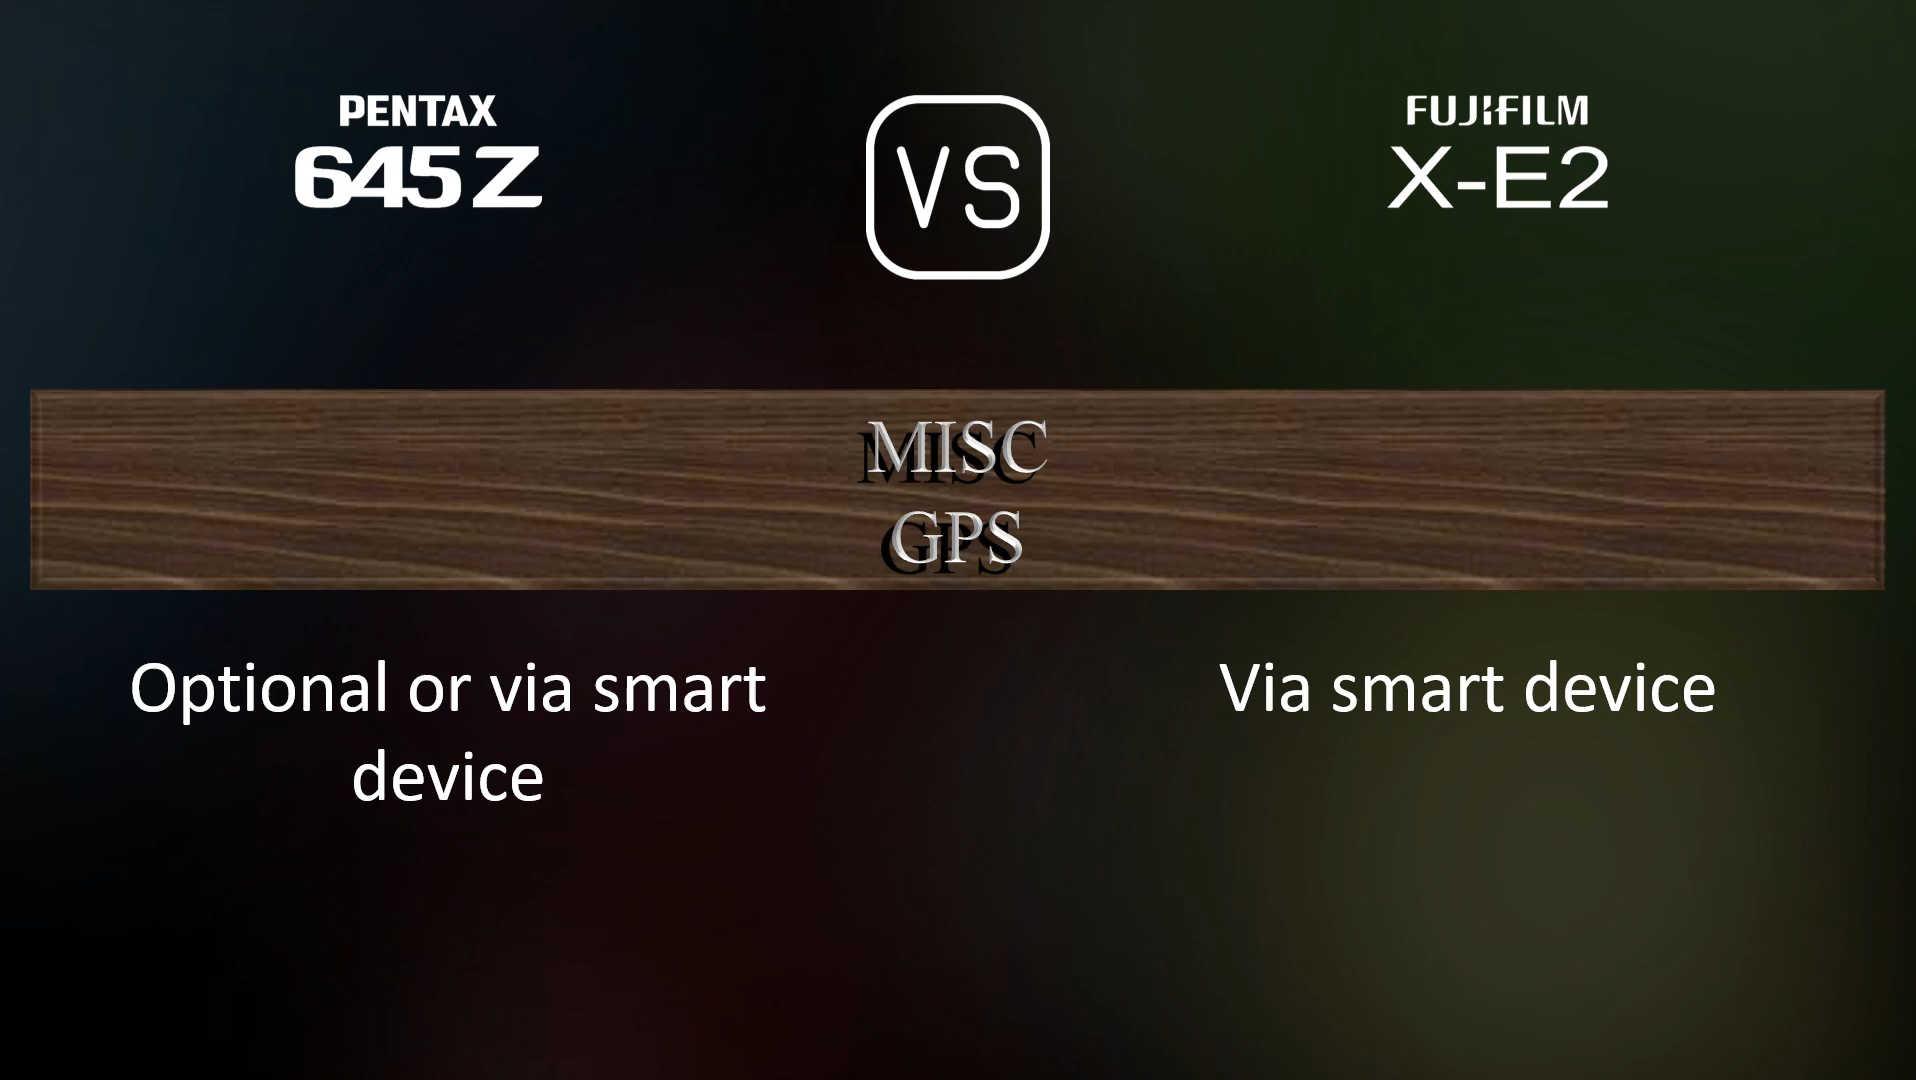 PENTAX
645Z
VS
FUJIFILM
X-E2
MISC
GPS
Optional or via smart
device
Via smart device